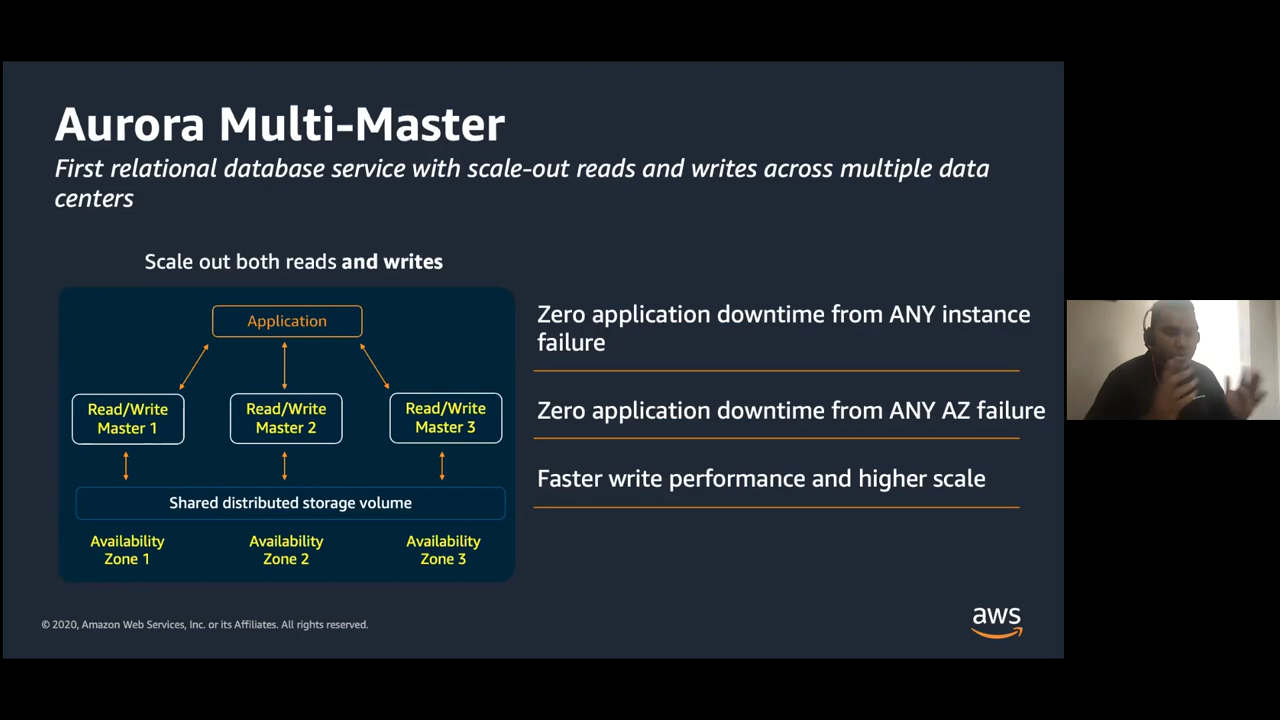 Aurora Multi-Master
First relational database service with scale-out reads and writes across multiple data
centers
Scale out both reads and writes
Application
Read/Write
Master 1
Read/Write
Master 2
Read/Write
Master 3
Shared distributed storage volume
Availability
Zone 1
Availability
Zone 2
Availability
Zone 3
Zero application downtime from ANY instance
failure
Zero application downtime from ANY AZ failure
Faster write performance and higher scale
© 2020, Amazon Web Services, Inc. or its Affiliates. All rights reserved.
aws